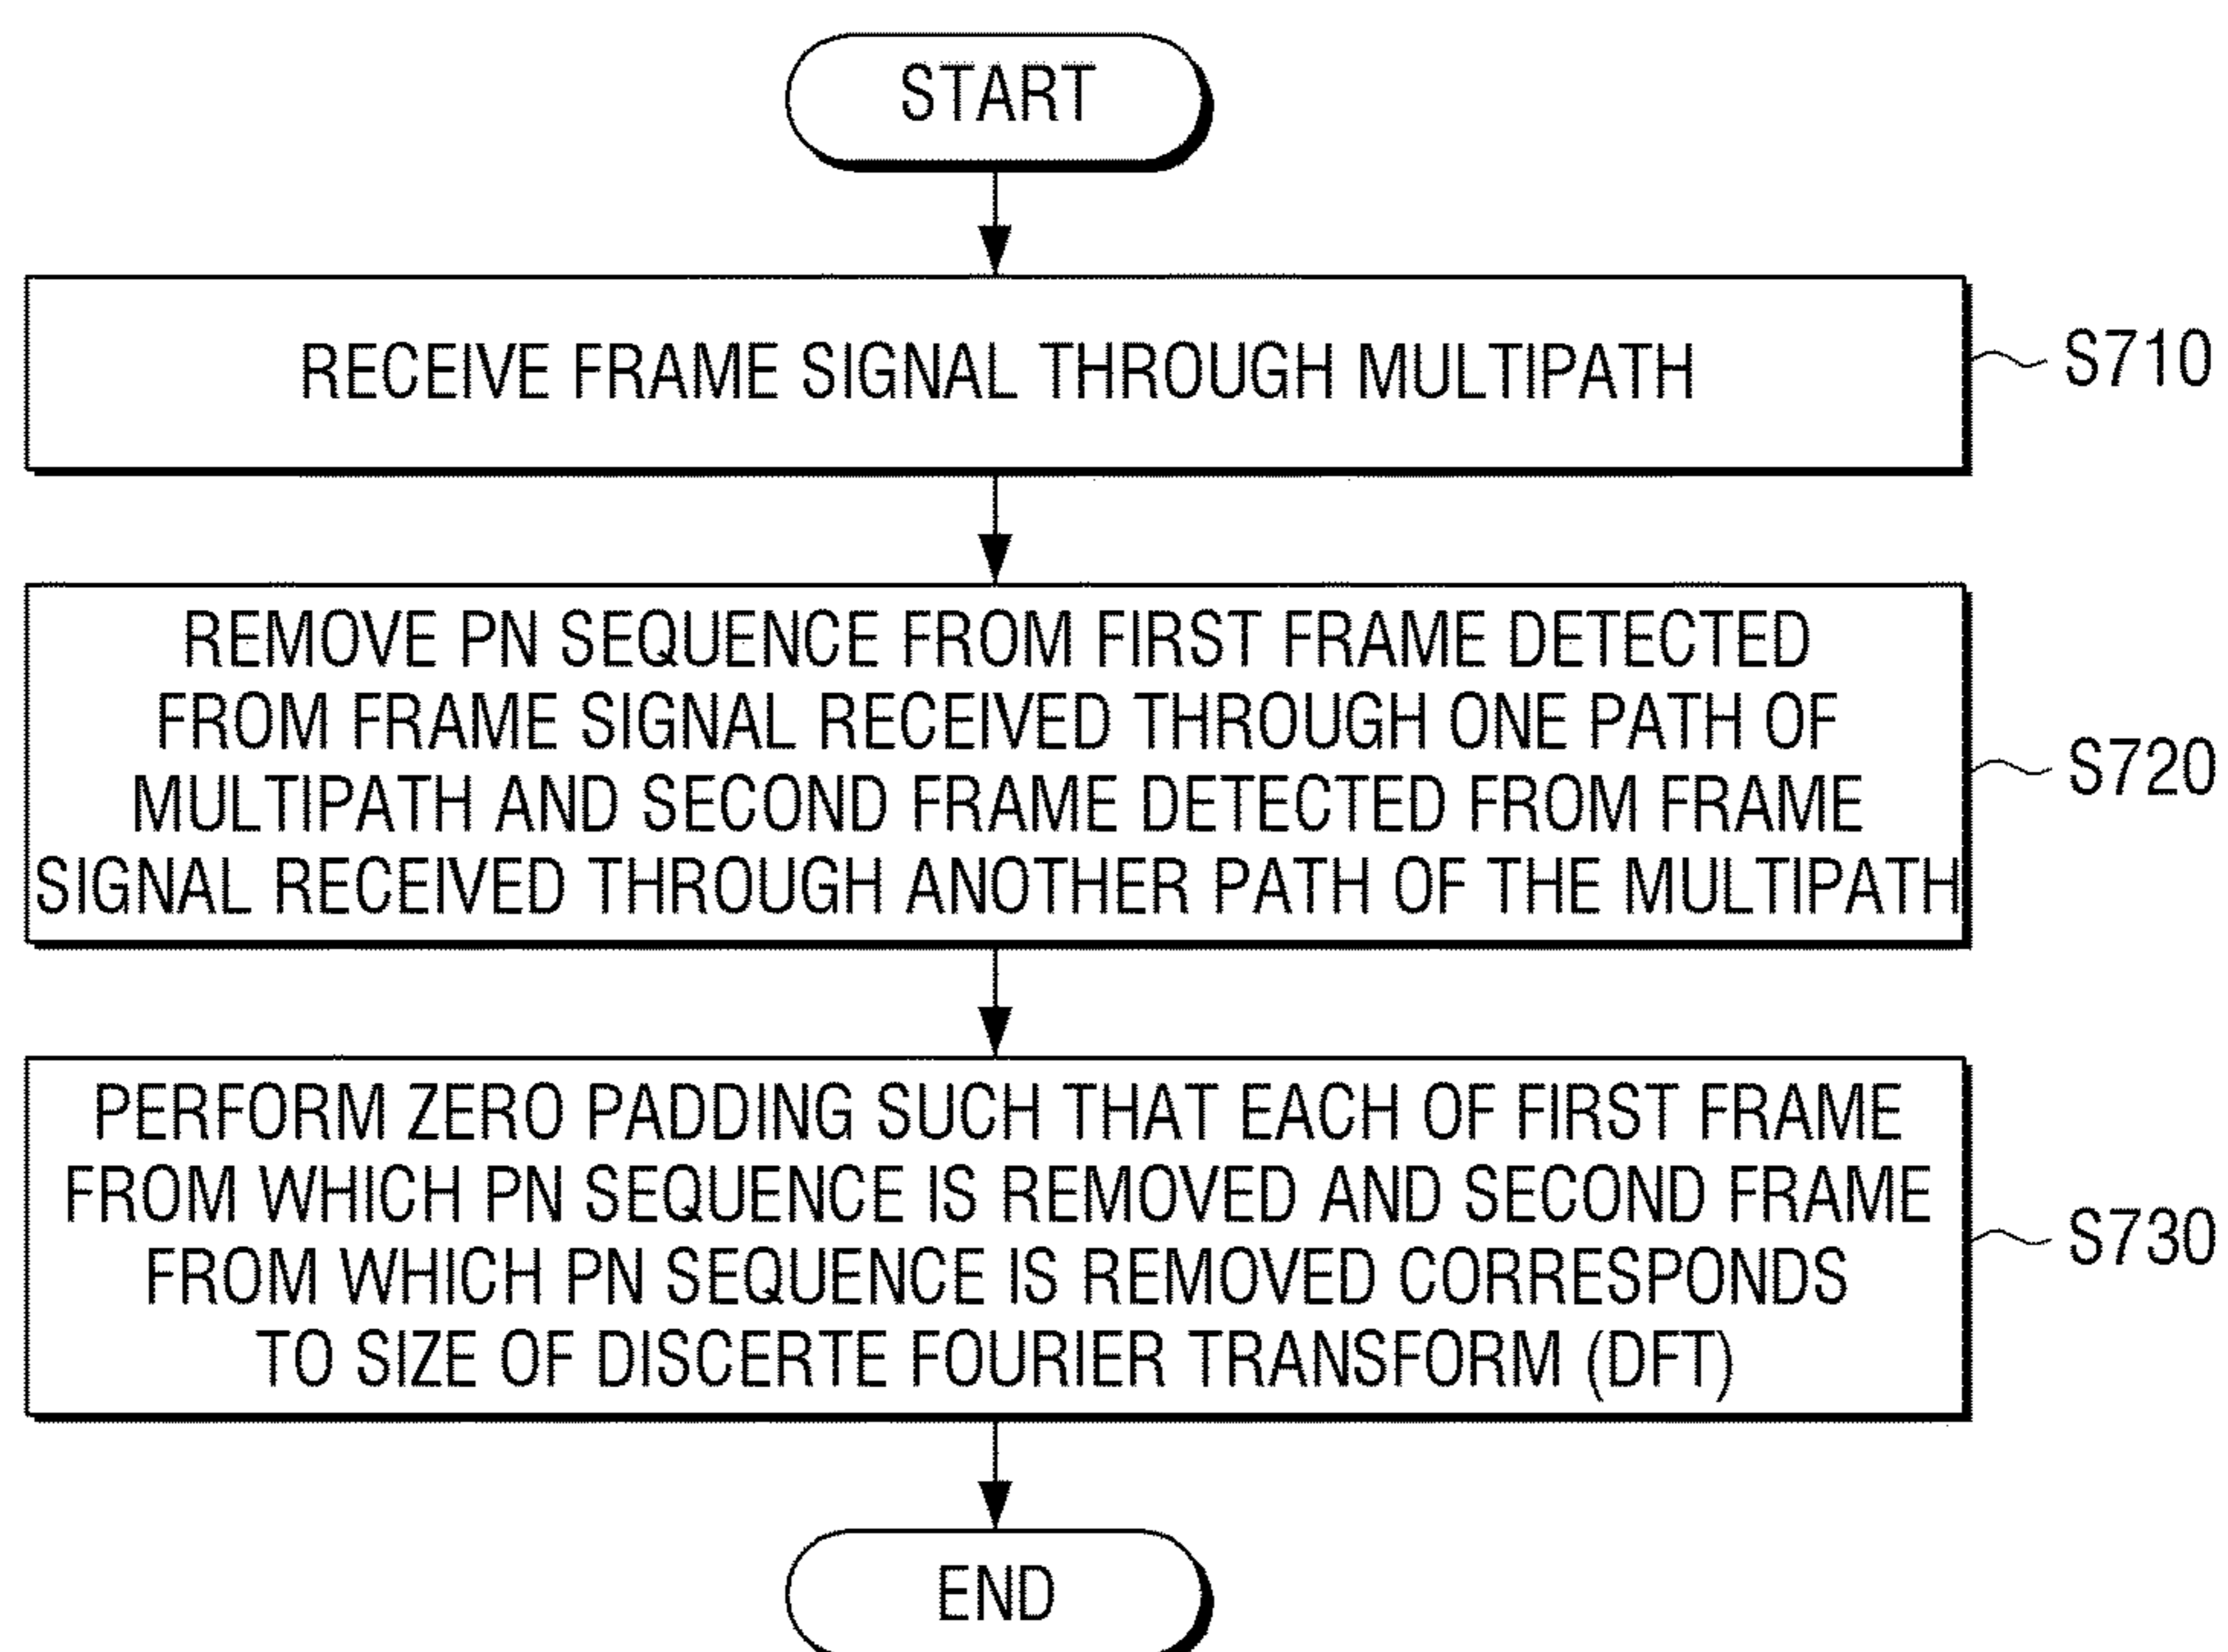 START
RECEIVE FRAME SIGNAL THROUGH MULTIPATH
S710
REMOVE PN SEQUENCE FROM FIRST FRAME DETECTED
FROM FRAME SIGNAL RECEIVED THROUGH ONE PATH OF
MULTIPATH AND SECOND FRAME DETECTED FROM FRAME
SIGNAL RECEIVED THROUGH ANOTHER PATH OF THE MULTIPATH
S720
PERFORM ZERO PADDING SUCH THAT EACH OF FIRST FRAME
FROM WHICH PN SEQUENCE IS REMOVED AND SECOND FRAME
FROM WHICH PN SEQUENCE IS REMOVED CORRESPONDS
TO SIZE OF DISCERTE FOURIER TRANSFORM (DFT)
S730
END